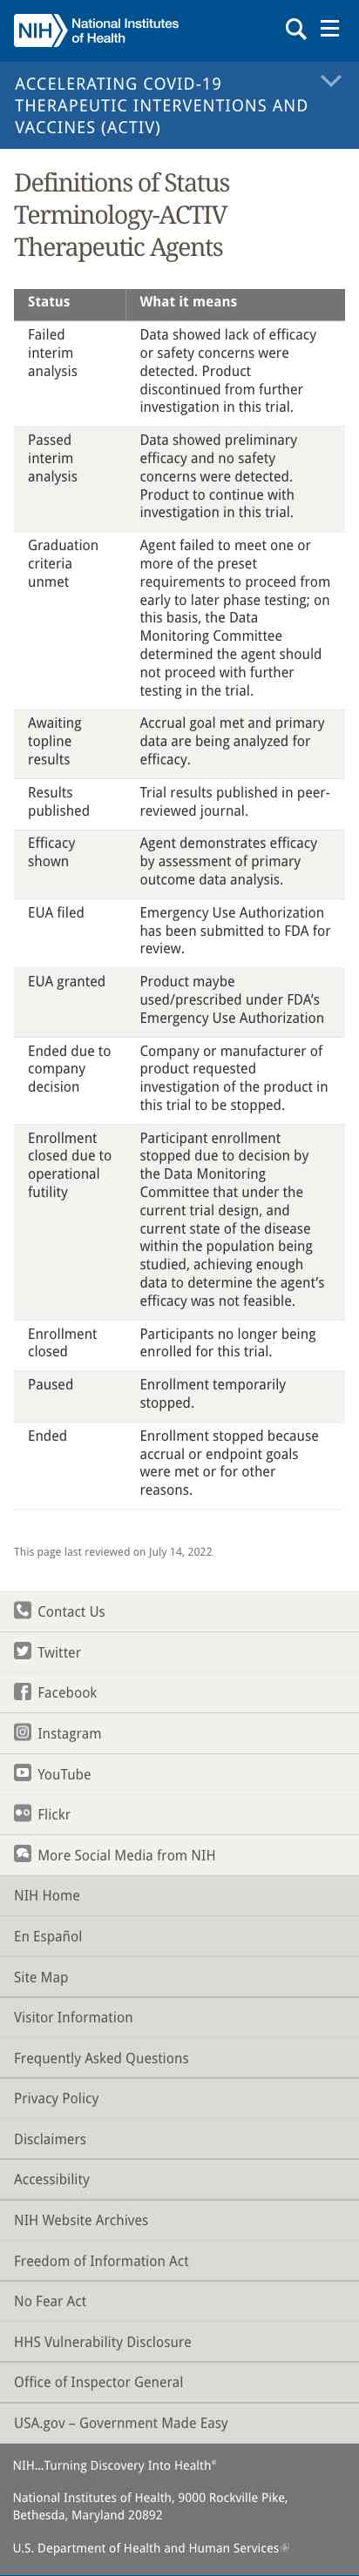 NIH National Institutes
of Health
ACCELERATING COVID-19
THERAPEUTIC INTERVENTIONS AND
VACCINES (ACTIV)
Definitions of Status
Terminology-ACTIV
Therapeutic Agents
Status What it means
Failed
interim
analysis
Data showed lack of efficacy
or safety concerns were
detected. Product
discontinued from further
investigation in this trial.
Passed
interim
analysis
Data showed preliminary
efficacy and no safety
concerns were detected.
Product to continue with
investigation in this trial.
Graduation
criteria
unmet
Agent failed to meet one or
more of the preset
requirements to proceed from
early to later phase testing; on
this basis, the Data
Monitoring Committee
determined the agent should
not proceed with further
testing in the trial.
Awaiting
topline
results
Accrual goal met and primary
data are being analyzed for
efficacy.
Results
published
Trial results published in peer-
reviewed journal.
Efficacy
shown
Agent demonstrates efficacy
by assessment of primary
outcome data analysis.
EUA filed
Emergency Use Authorization
has been submitted to FDA for
review.
EUA granted
Product maybe
used/prescribed under FDA’s
Emergency Use Authorization
Ended due to
company
decision
Company or manufacturer of
product requested
investigation of the product in
this trial to be stopped.
Enrollment
closed due to
operational
futility
Participant enrollment
stopped due to decision by
the Data Monitoring
Committee that under the
current trial design, and
current state of the disease
within the population being
studied, achieving enough
data to determine the agent’s
efficacy was not feasible.
Enrollment
closed
Participants no longer being
enrolled for this trial.
Paused
Enrollment temporarily
stopped.
Ended
Enrollment stopped because
accrual or endpoint goals
were met or for other
reasons.
This page last reviewed on July 14, 2022
Contact Us
Twitter
Facebook
Instagram
YouTube
Flickr
More Social Media from NIH
NIH Home
En Español
Site Map
Visitor Information
Frequently Asked Questions
Privacy Policy
Disclaimers
Accessibility
NIH Website Archives
Freedom of Information Act
No Fear Act
HHS Vulnerability Disclosure
Office of Inspector General
USA.gov – Government Made Easy
NIH...Turning Discovery Into Health®
National Institutes of Health, 9000 Rockville Pike,
Bethesda, Maryland 20892
U.S. Department of Health and Human Services